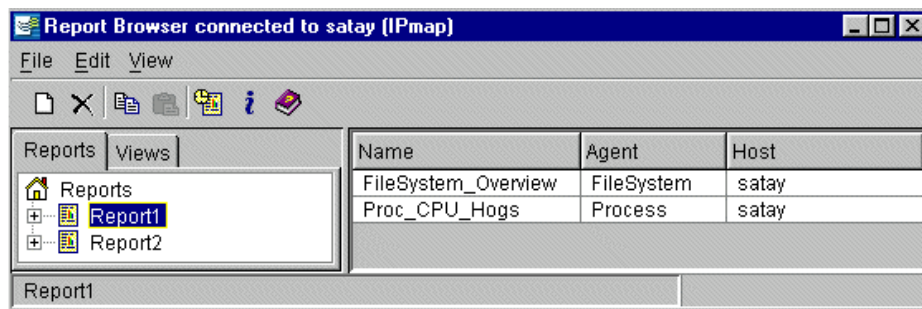 Report Browser connected to satay (IPmap)
File Edit View
Reports Views
Reports
Report1
Report2
Name Agent Host
FileSystem_Overview FileSystem satay
Proc_CPU_Hogs Process satay
Report1